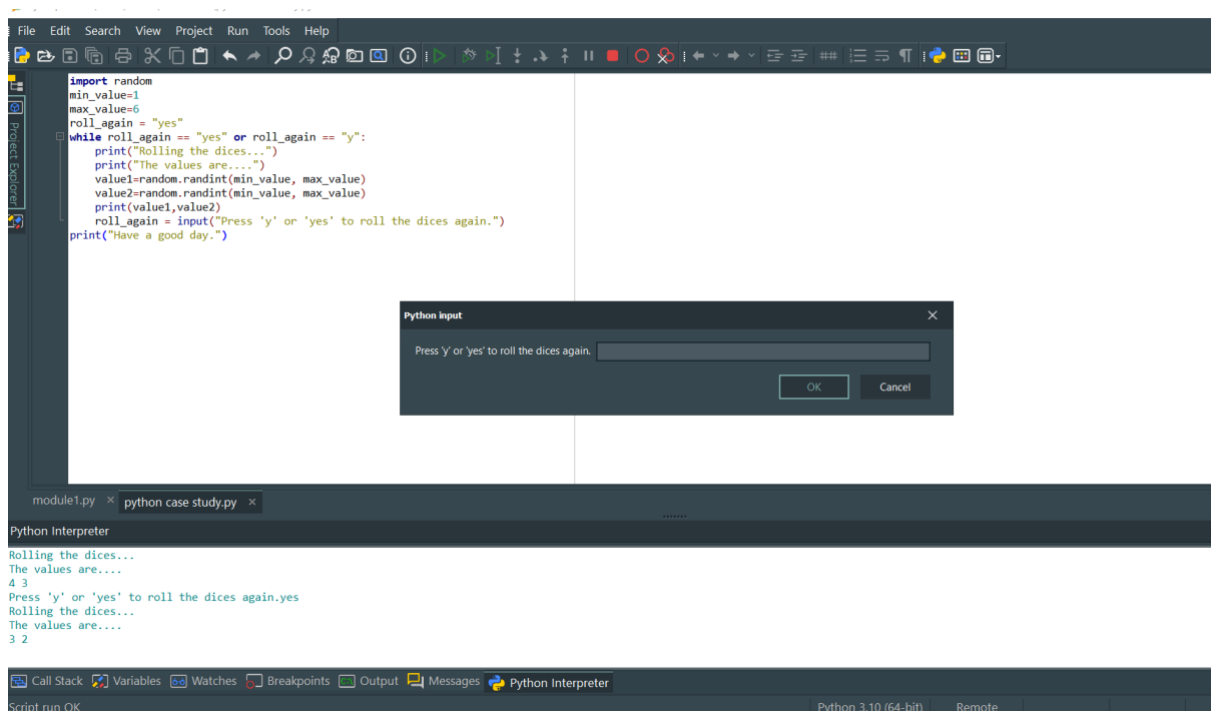 File Edit Search View Project Run Tools Help
import random
min_value=1
max_value=6
roll_again = "yes"
while roll_again == "yes" or roll_again == "y":
    print("Rolling the dices...")
    print("The values are....")
    value1=random.randint(min_value, max_value)
    value2=random.randint(min_value, max_value)
    print(value1,value2)
    roll_again = input("Press 'y' or 'yes' to roll the dices again.")
print("Have a good day.")
Project Explorer
Python input
Press 'y' or 'yes' to roll the dices again.
OK Cancel
module1.py python case study.py
Python Interpreter
Rolling the dices...
The values are....
4 3
Press 'y' or 'yes' to roll the dices again.yes
Rolling the dices...
The values are....
3 2
Call Stack Variables Watches Breakpoints Output Messages Python Interpreter
Script run OK Python 3.10 (64-bit) Remote